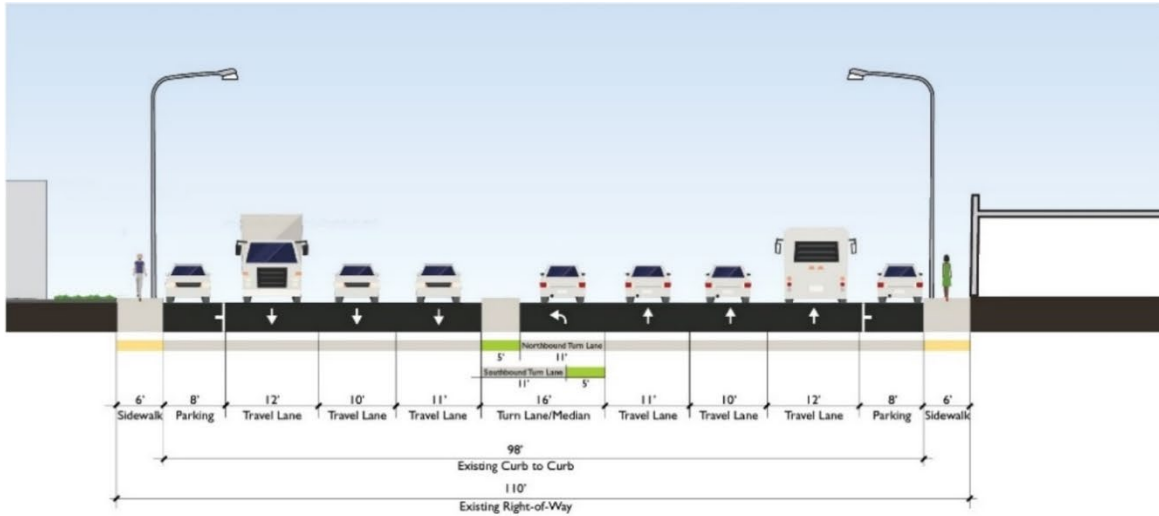 Northbound Turn Lane
5' 11'
Southbound Turn Lane
11' 5'
6' 8' 12' 10' 11' 16' 11' 10' 12' 8' 6'
Sidewalk Parking Travel Lane Travel Lane Travel Lane Turn Lane/Median Travel Lane Travel Lane Travel Lane Parking Sidewalk
98'
Existing Curb to Curb
110'
Existing Right-of-Way